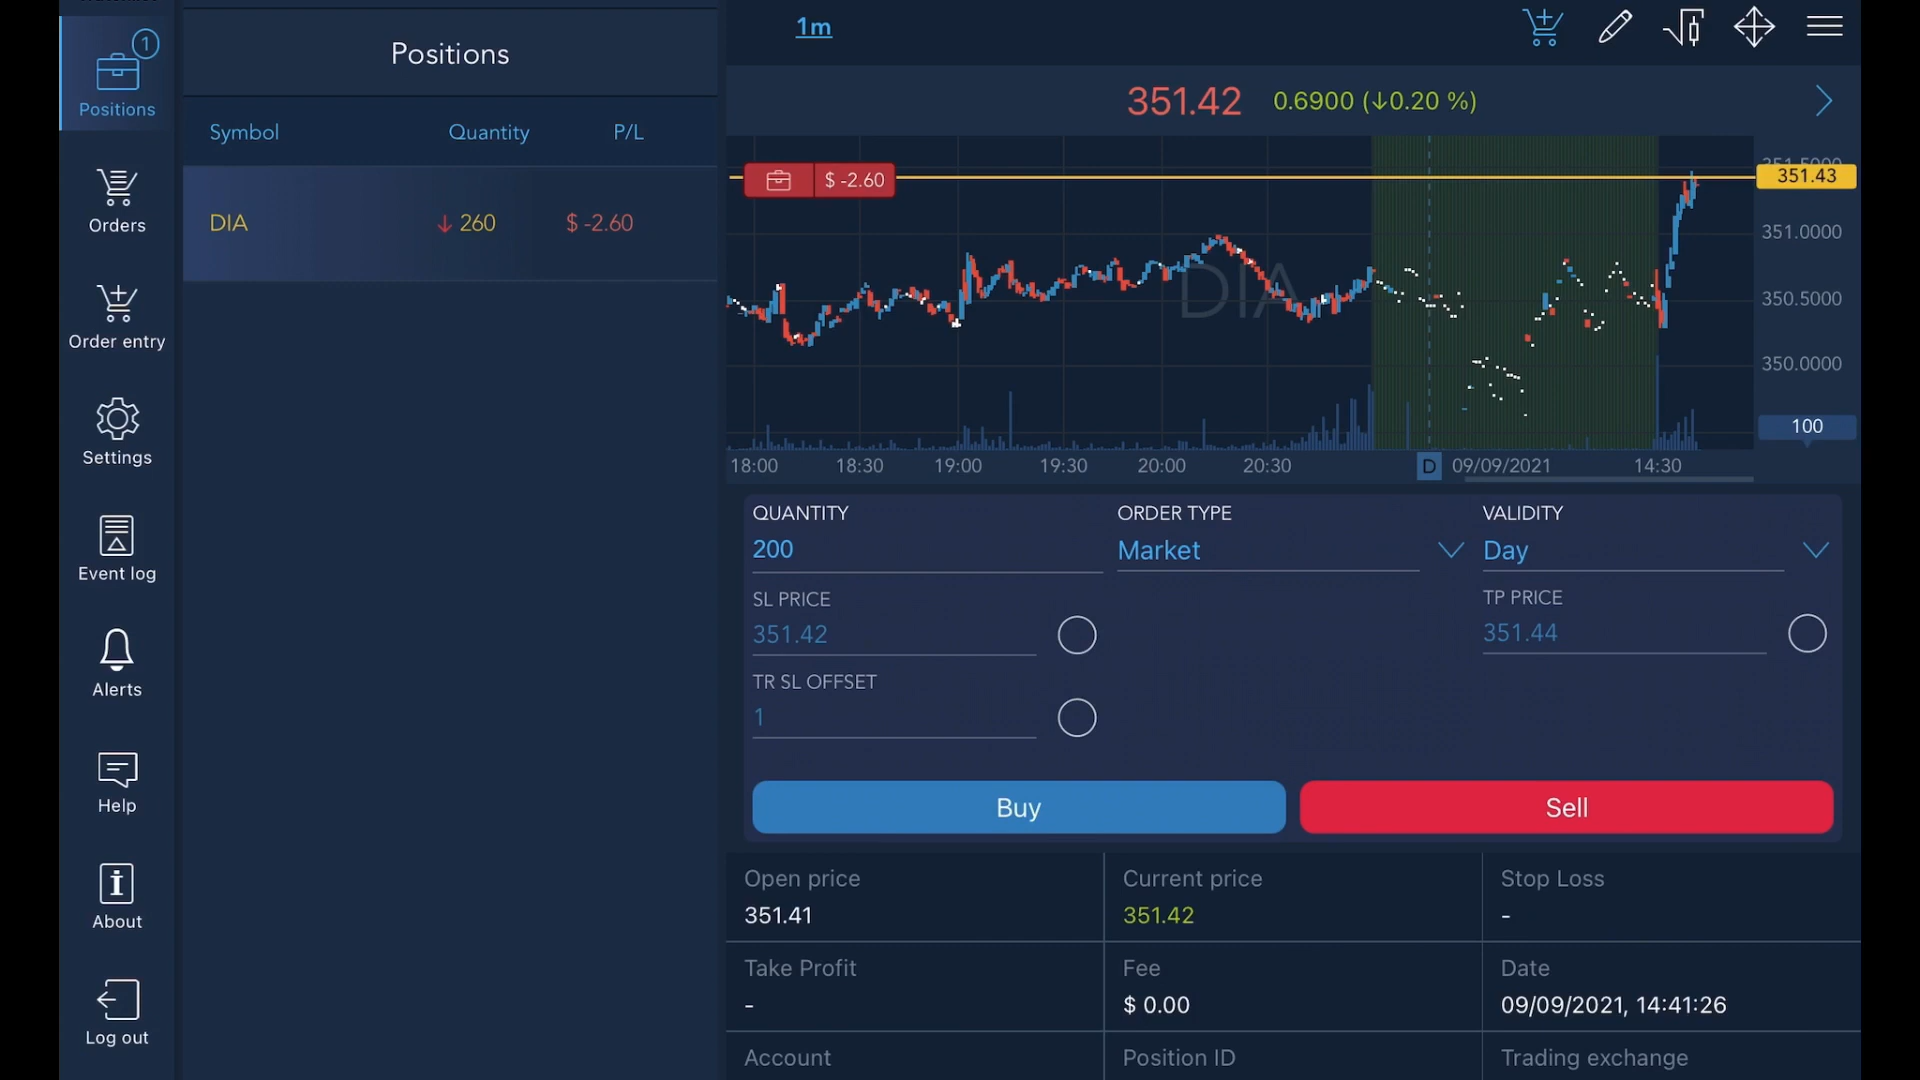 1
Positions
Orders
Order entry
Settings
Event log
Alerts
Help
About
Log out
Positions
Symbol Quantity P/L
DIA ↓ 260 $ -2.60
1m
351.42 0.6900 (↓0.20 %)
$ -2.60
DIA
351.5000
351.43
351.0000
350.5000
350.0000
100
18:00 18:30 19:00 19:30 20:00 20:30 D 09/09/2021 14:30
QUANTITY ORDER TYPE VALIDITY
200 Market Day
SL PRICE TP PRICE
351.42 351.44
TR SL OFFSET
1
Buy Sell
Open price Current price Stop Loss
351.41 351.42 -
Take Profit Fee Date
- $ 0.00 09/09/2021, 14:41:26
Account Position ID Trading exchange